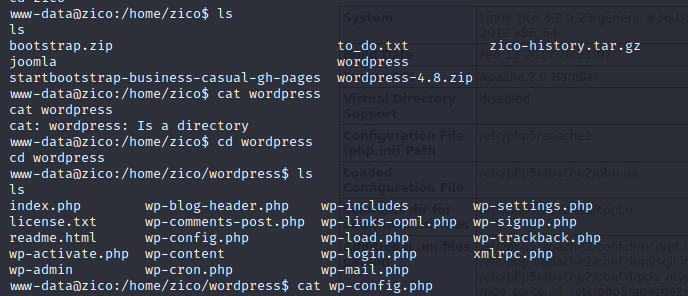 www-data@zico:/home/zico$ ls
ls
bootstrap.zip to_do.txt zico-history.tar.gz
joomla wordpress
startbootstrap-business-casual-gh-pages wordpress-4.8.zip
www-data@zico:/home/zico$ cat wordpress
cat wordpress
cat: wordpress: Is a directory
www-data@zico:/home/zico$ cd wordpress
cd wordpress
www-data@zico:/home/zico/wordpress$ ls
ls
index.php wp-blog-header.php wp-includes wp-settings.php
license.txt wp-comments-post.php wp-links-opml.php wp-signup.php
readme.html wp-config.php wp-load.php wp-trackback.php
wp-activate.php wp-content wp-login.php xmlrpc.php
wp-admin wp-cron.php wp-mail.php
www-data@zico:/home/zico/wordpress$ cat wp-config.php
System
Linux zico 3.2.0-23-generic #36-U
2012 x86_64
Apache 2.0 Handler
Virtual Directory Support
disabled
Configuration File (php.ini) Path
/etc/php5/apache2
Loaded Configuration File
/etc/php5/apache2/php.ini